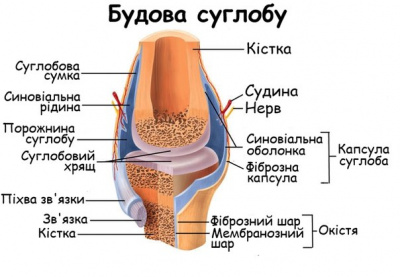 Будова суглобу
Кістка
Суглобова
сумка
Синовіальна
рідина
Порожнина
суглобу
Суглобовий
хрящ
Піхва зв'язки
Зв'язка
Кістка
Судина
Нерв
Синовіальна
оболонка
Фіброзна
капсула
Капсула
суглоба
Фіброзний шар
Мембранозний
шар
Окістя